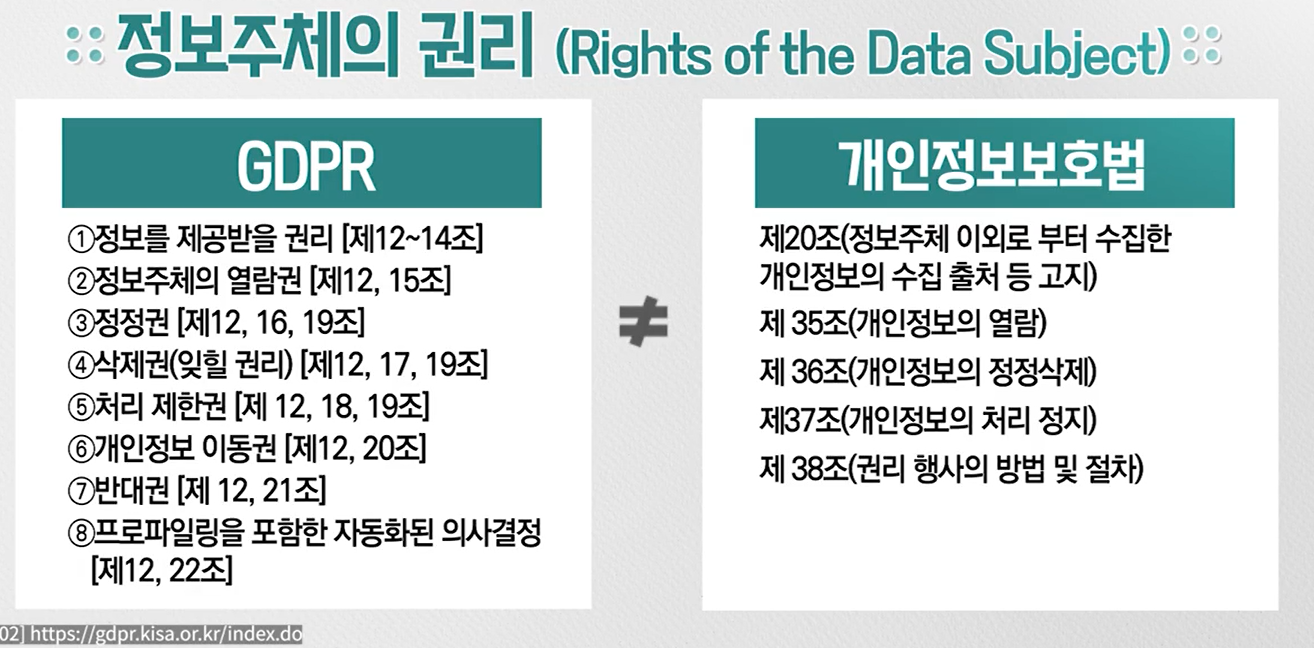 정보주체의 권리 (Rights of the Data Subject)
GDPR
①정보를 제공받을 권리 [제12~14조]
②정보주체의 열람권 [제12, 15조]
③정정권 [제12, 16, 19조]
④삭제권(잊힐 권리) [제12, 17, 19조]
⑤처리 제한권 [제 12, 18, 19조]
⑥개인정보 이동권 [제12, 20조]
⑦반대권 [제 12, 21조]
⑧프로파일링을 포함한 자동화된 의사결정
[제12, 22조]
≠
개인정보보호법
제20조(정보주체 이외로 부터 수집한
개인정보의 수집 출처 등 고지)
제 35조(개인정보의 열람)
제 36조(개인정보의 정정삭제)
제37조(개인정보의 처리 정지)
제 38조(권리 행사의 방법 및 절차)
02] https://gdpr.kisa.or.kr/index.do